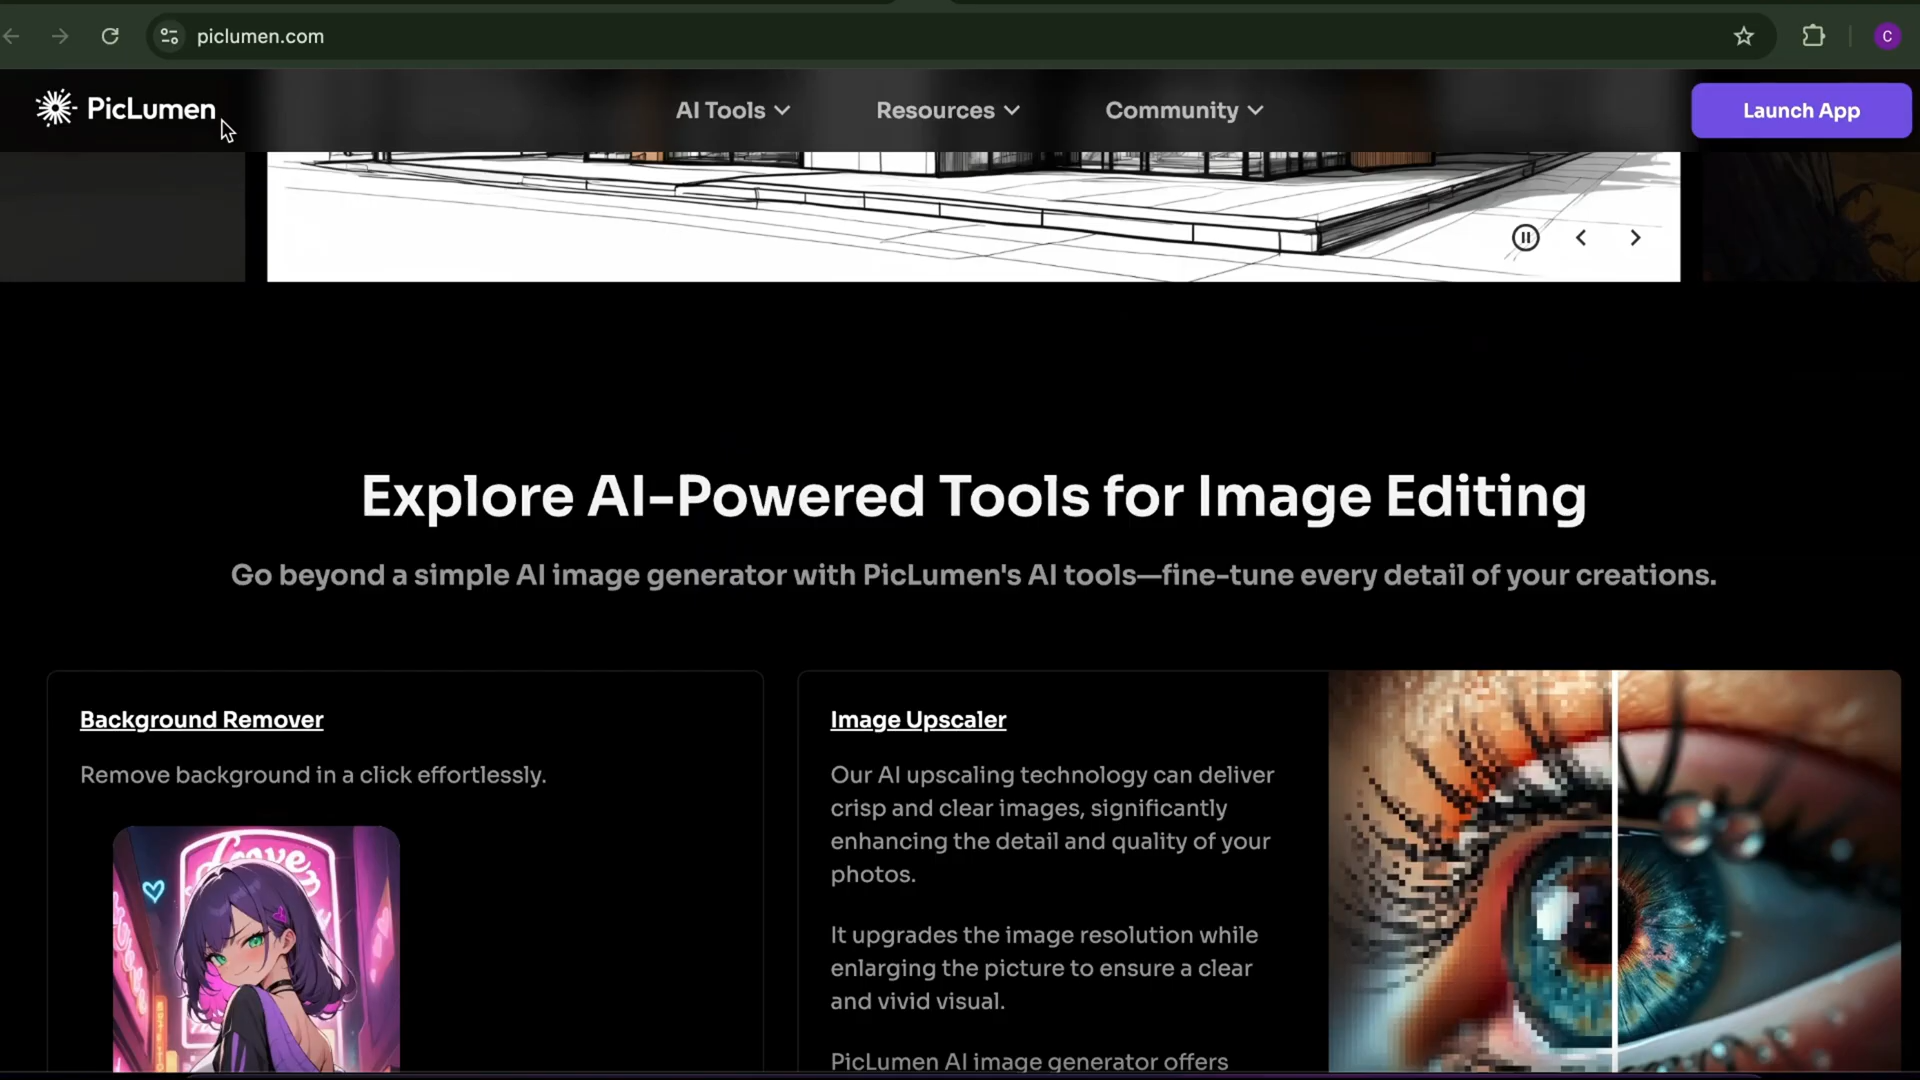 piclumen.com
C
PicLumen
AI Tools
Resources
Community
Launch App
Explore AI-Powered Tools for Image Editing
Go beyond a simple AI image generator with PicLumen's AI tools—fine-tune every detail of your creations.
Background Remover
Remove background in a click effortlessly.
Image Upscaler
Our AI upscaling technology can deliver
crisp and clear images, significantly
enhancing the detail and quality of your
photos.
It upgrades the image resolution while
enlarging the picture to ensure a clear
and vivid visual.
PicLumen AI image generator offers